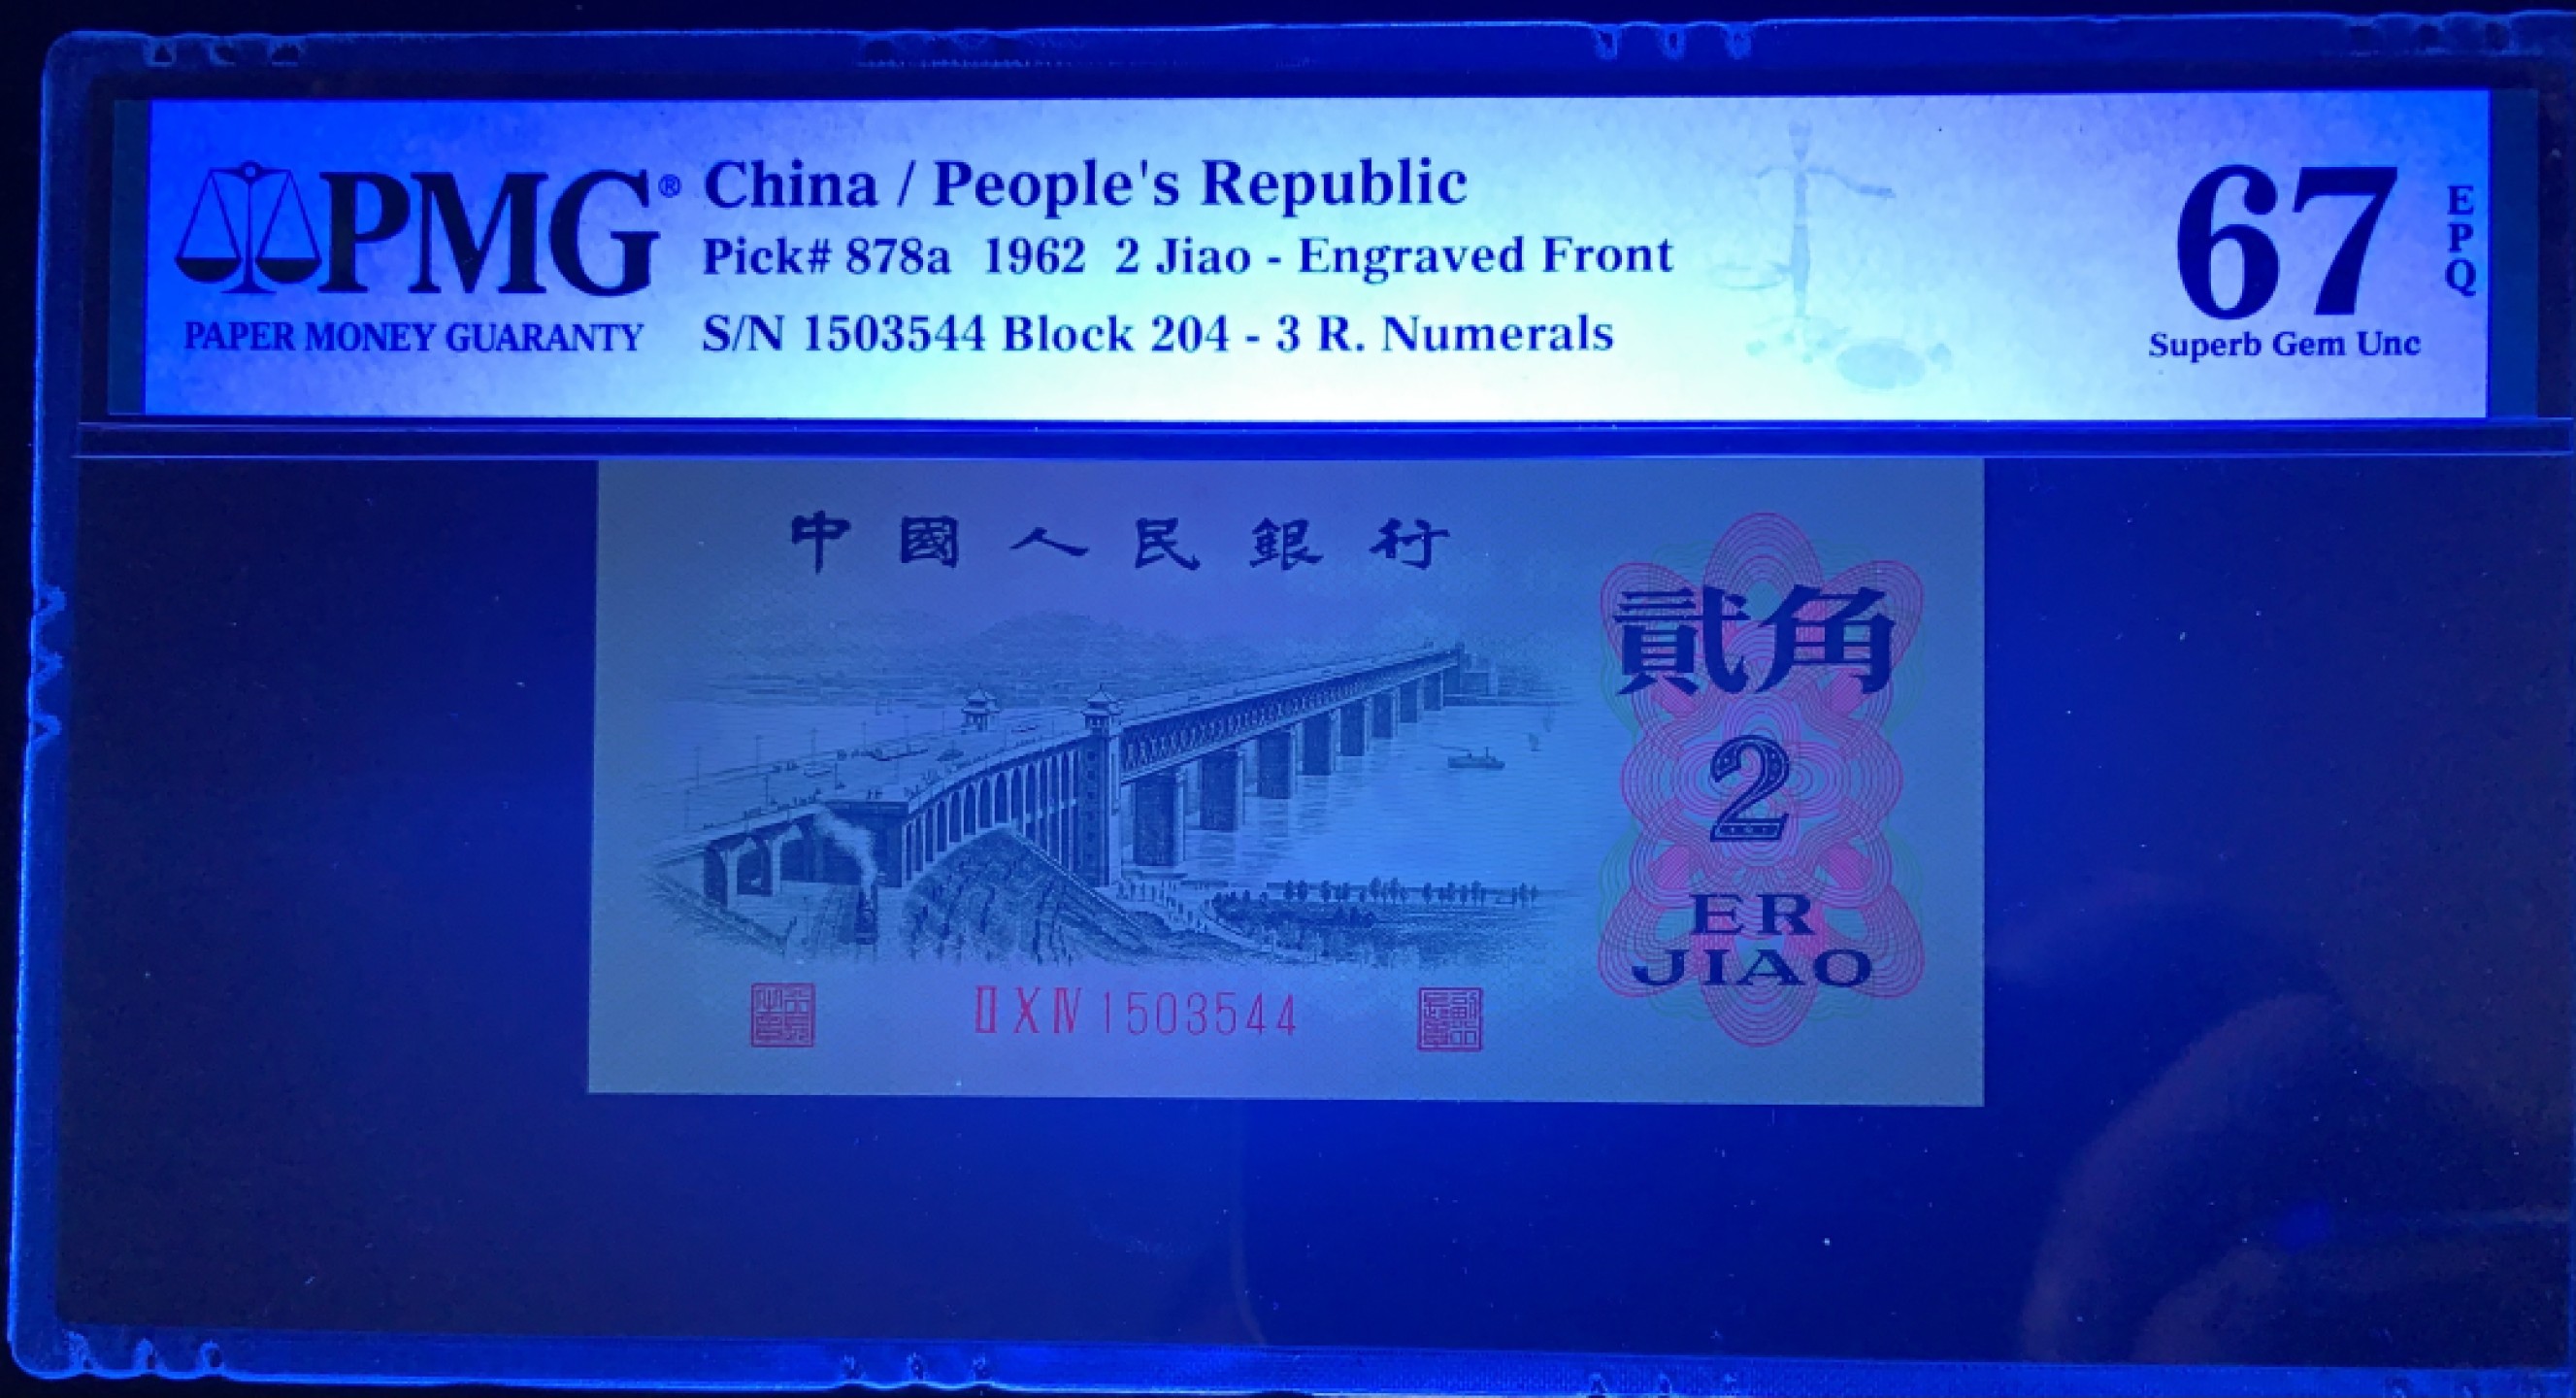 PMG®
PAPER MONEY GUARANTY
China / People's Republic
Pick# 878a 1962 2 Jiao - Engraved Front
S/N 1503544 Block 204 - 3 R. Numerals
67
EPQ
Superb Gem Unc
中國人民銀行
貳角
2
ER
JIAO
ⅡⅩⅣ 1503544